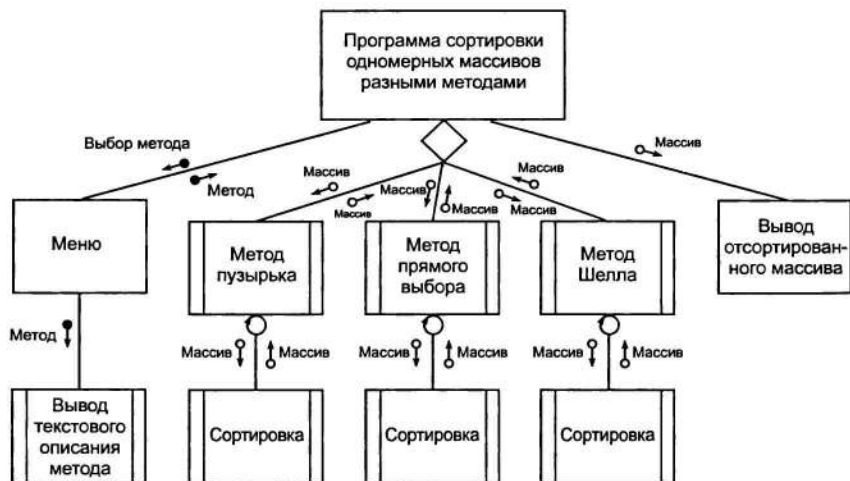 Программа сортировки
одномерных массивов
разными методами
Выбор метода
Метод
Массив
Массив
Массив
Массив
Массив
Массив
Массив
Меню
Метод
пузырька
Метод
прямого
выбора
Метод
Шелла
Вывод
отсортирован-
ного массива
Метод
Массив
Массив
Массив
Массив
Массив
Массив
Вывод
текстового
описания
метода
Сортировка
Сортировка
Сортировка